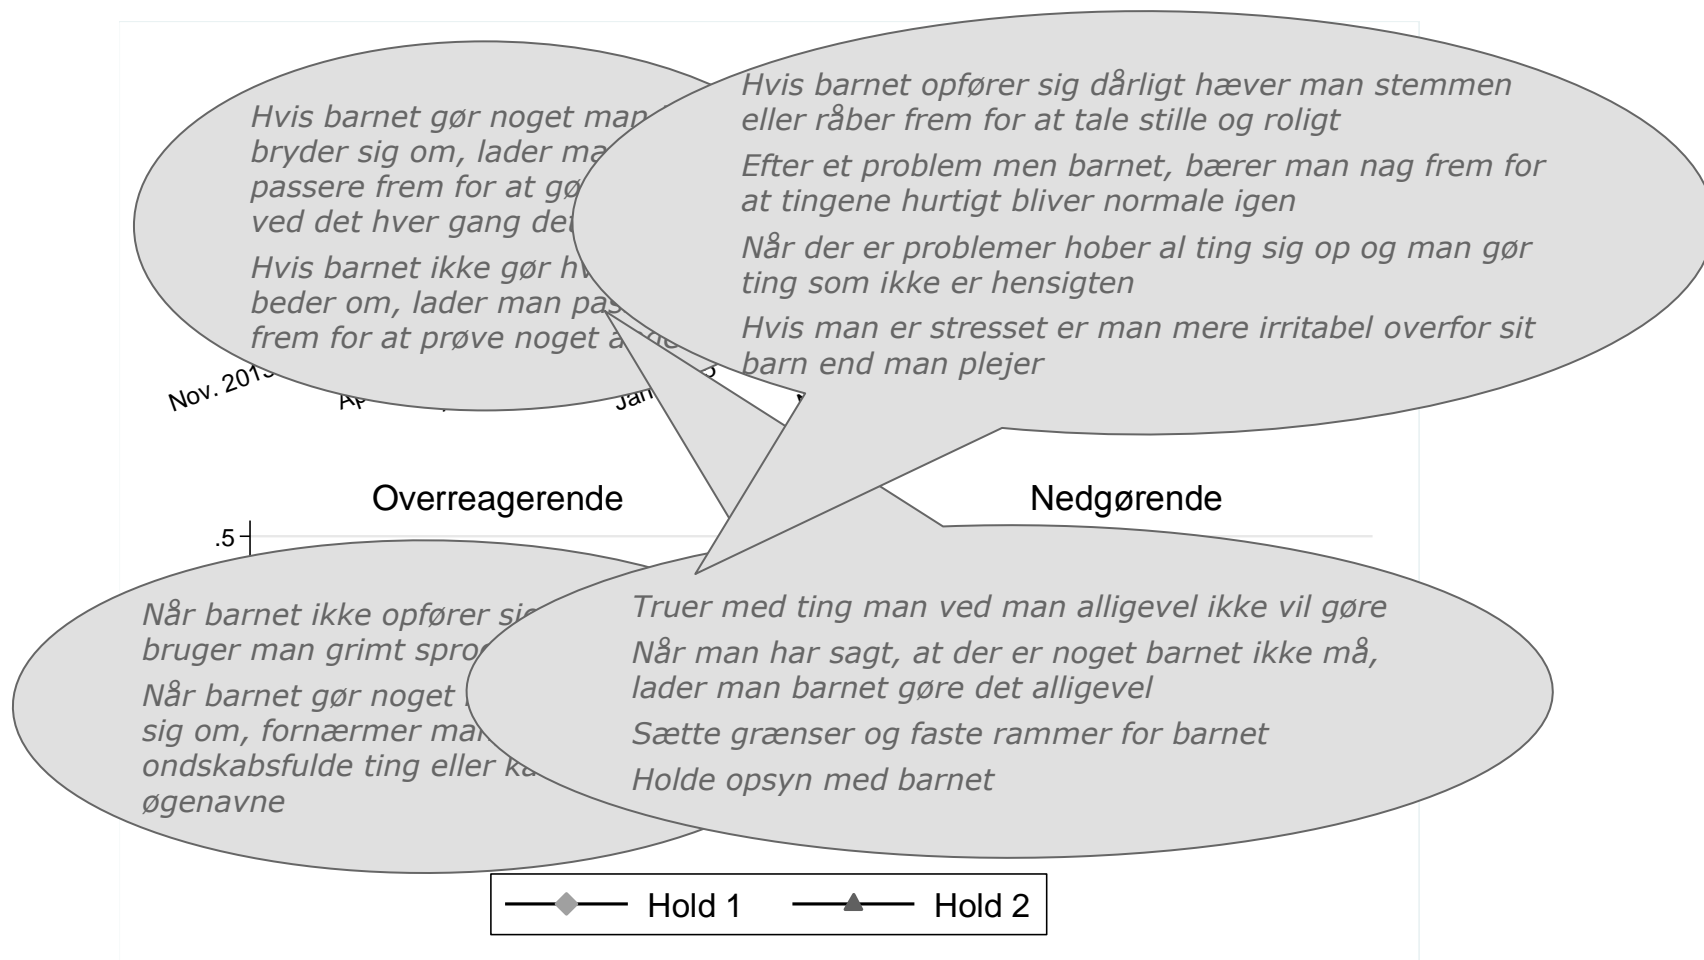 Hvis barnet gør noget man
bryder sig om, lader
passere frem for at
ved det hver gang
Hvis barnet ikke gør
beder om, lader man
frem for at prøve noget
Hvis barnet opfører sig dårligt hæver man stemmen
eller råber frem for at tale stille og roligt
Efter et problem men barnet, bærer man nag frem for
at tingene hurtigt bliver normale igen
Når der er problemer hober al ting sig op og man gør
ting som ikke er hensigten
Hvis man er stresset er man mere irritabel overfor sit
barn end man plejer
Nov.
Overreagerende
Nedgørende
.5
Når barnet ikke opfører
bruger man grimt
Når barnet gør noget
sig om, fornærmer
ondskabsfulde ting eller
øgenavne
Truer med ting man ved man alligevel ikke vil gøre
Når man har sagt, at der er noget barnet ikke må,
lader man barnet gøre det alligevel
Sætte grænser og faste rammer for barnet
Holde opsyn med barnet
Hold 1
Hold 2